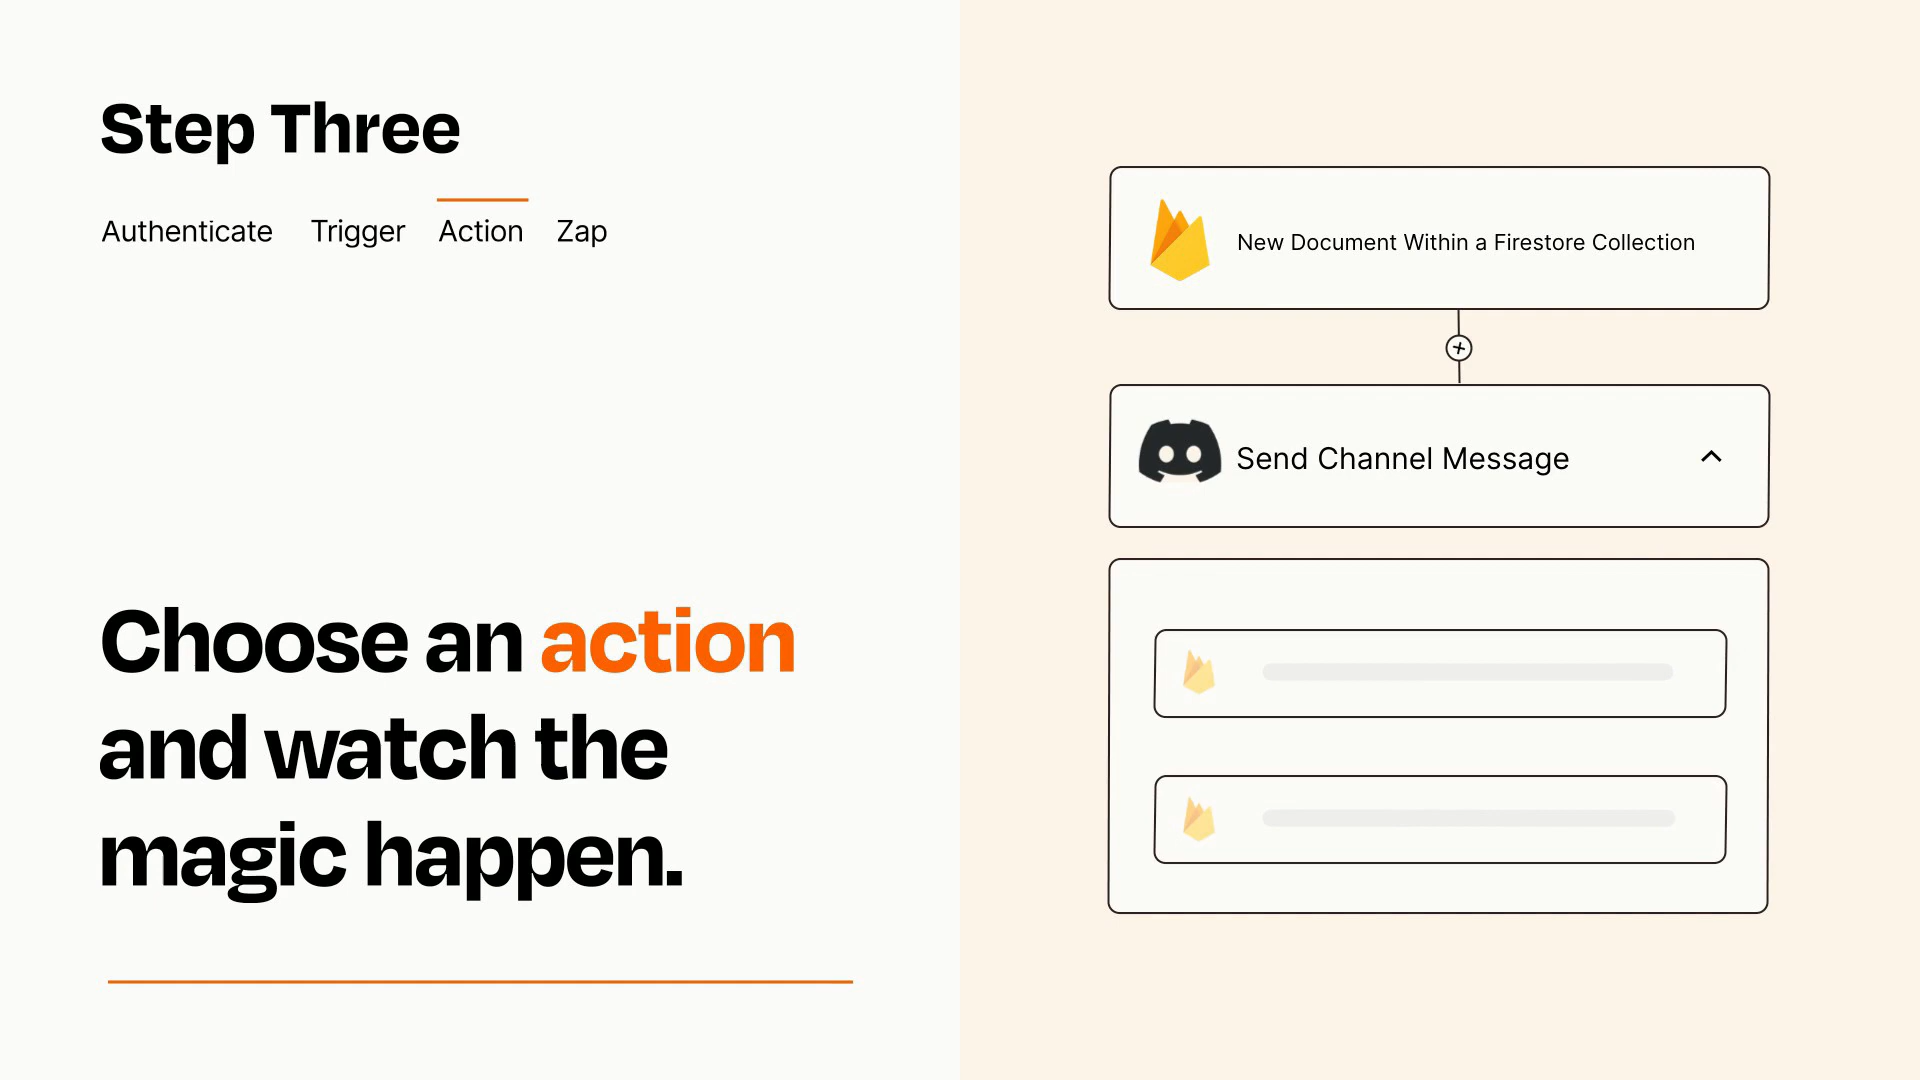 Step Three
Authenticate Trigger Action Zap
Choose an action
and watch the
magic happen.
New Document Within a Firestore Collection
Send Channel Message